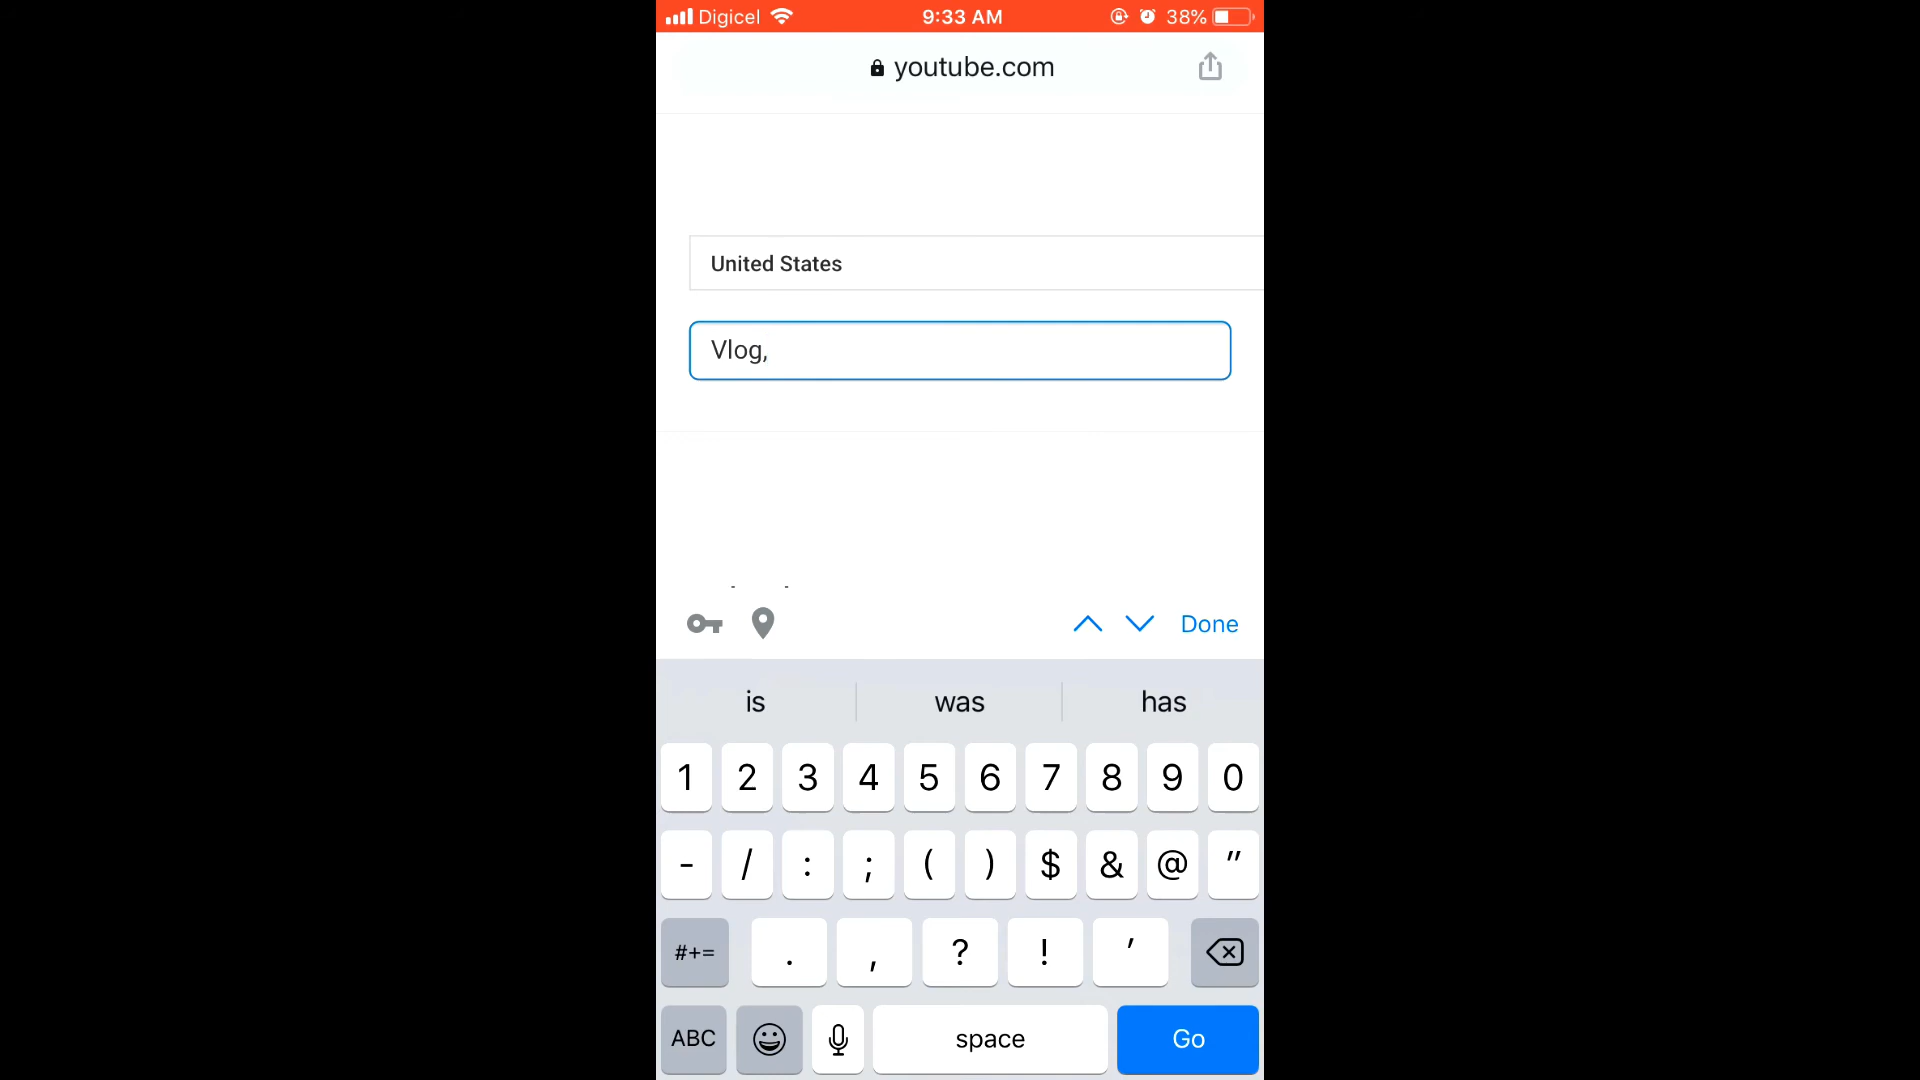 Digicel 9:33 AM 38%
youtube.com
United States
Vlog,
Done
is was has
1 2 3 4 5 6 7 8 9 0
- / : ; ( ) $ & @ "
#+= . , ? ! '
ABC space Go